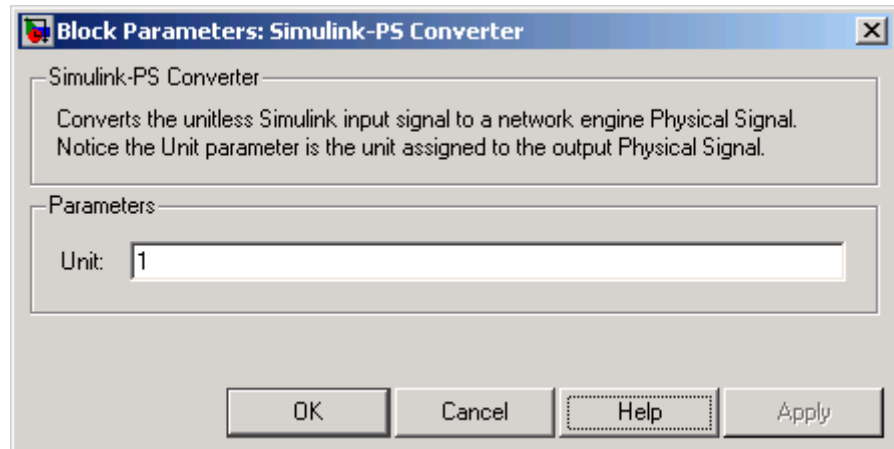 Block Parameters: Simulink-PS Converter
Simulink-PS Converter
Converts the unitless Simulink input signal to a network engine Physical Signal.
Notice the Unit parameter is the unit assigned to the output Physical Signal.
Parameters
Unit: 1
OK Cancel Help Apply